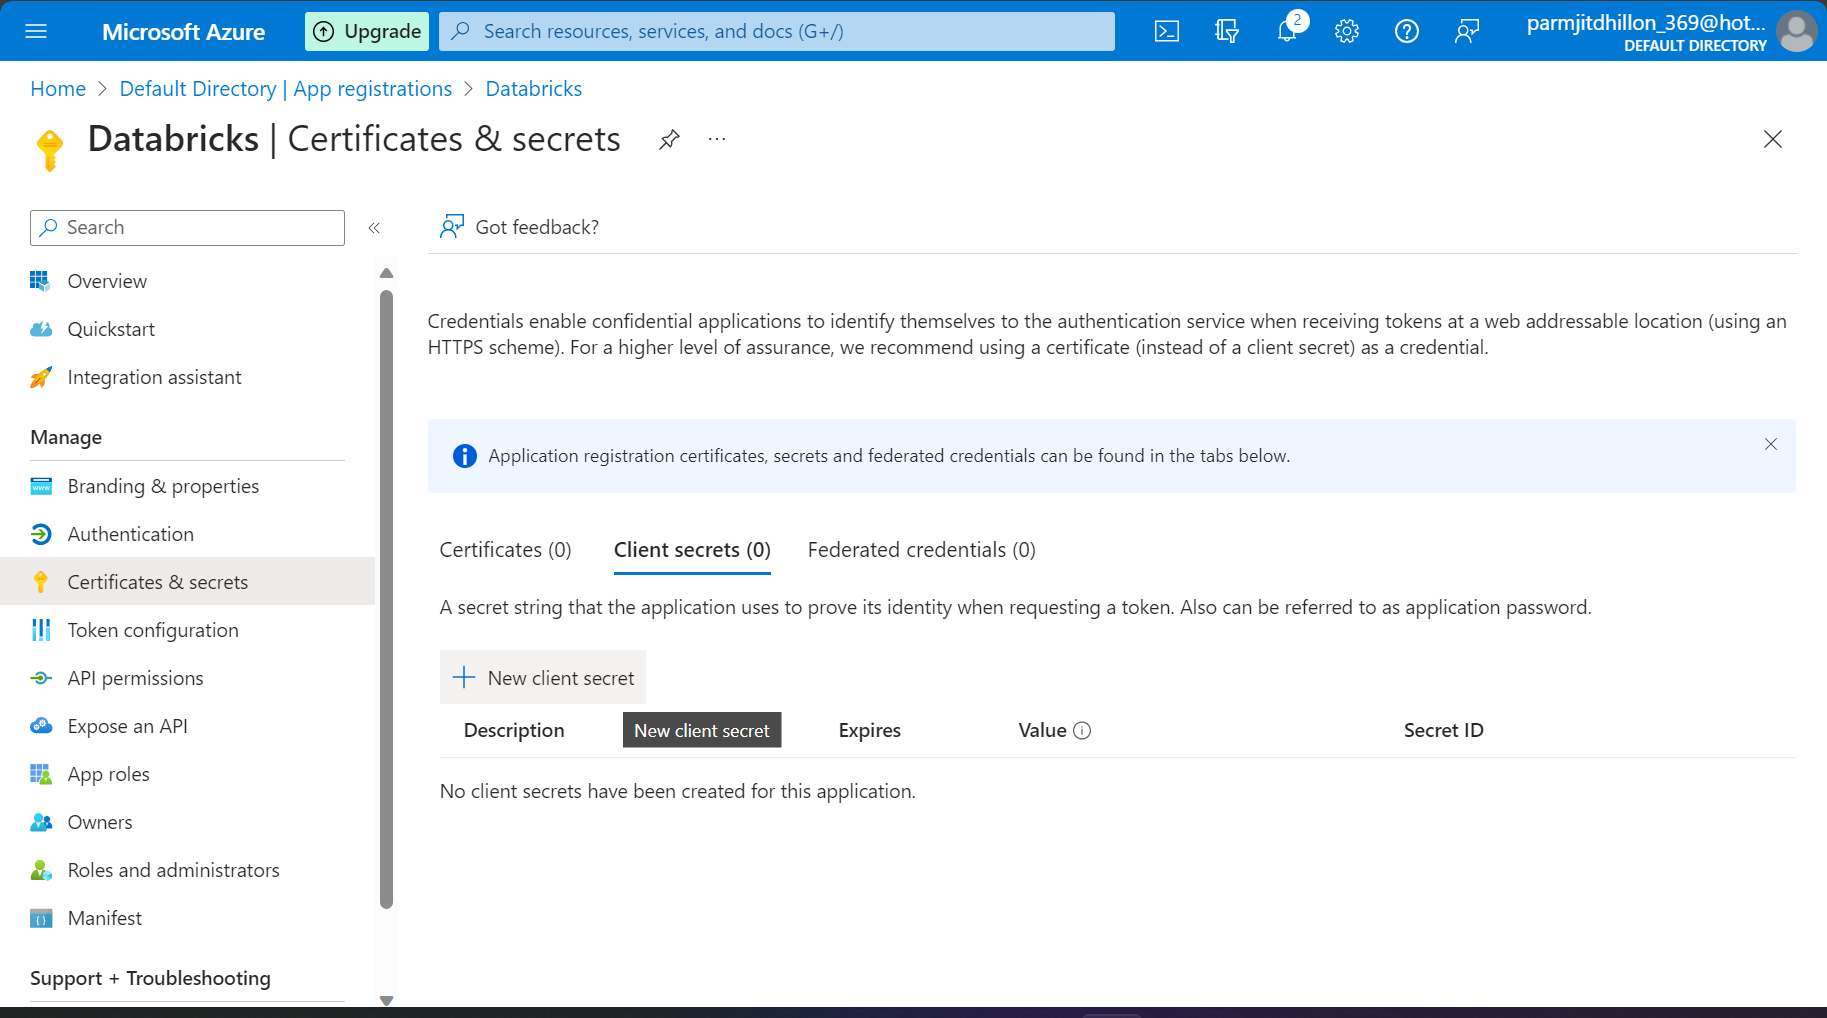 Microsoft Azure
Upgrade
Search resources, services, and docs (G+/)
2
parmjitdhillon_369@hot...
DEFAULT DIRECTORY
Home > Default Directory | App registrations > Databricks
Databricks | Certificates & secrets
Search
Got feedback?
Overview
Quickstart
Integration assistant
Manage
Branding & properties
Authentication
Certificates & secrets
Token configuration
API permissions
Expose an API
App roles
Owners
Roles and administrators
Manifest
Support + Troubleshooting
Credentials enable confidential applications to identify themselves to the authentication service when receiving tokens at a web addressable location (using an
HTTPS scheme). For a higher level of assurance, we recommend using a certificate (instead of a client secret) as a credential.
Application registration certificates, secrets and federated credentials can be found in the tabs below.
Certificates (0) Client secrets (0) Federated credentials (0)
A secret string that the application uses to prove its identity when requesting a token. Also can be referred to as application password.
New client secret
Description New client secret Expires Value Secret ID
No client secrets have been created for this application.